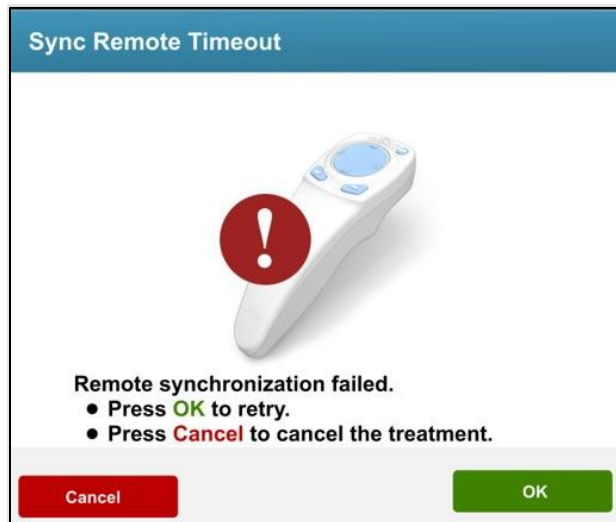 Sync Remote Timeout
!
Remote synchronization failed.
● Press OK to retry.
● Press Cancel to cancel the treatment.
Cancel
OK